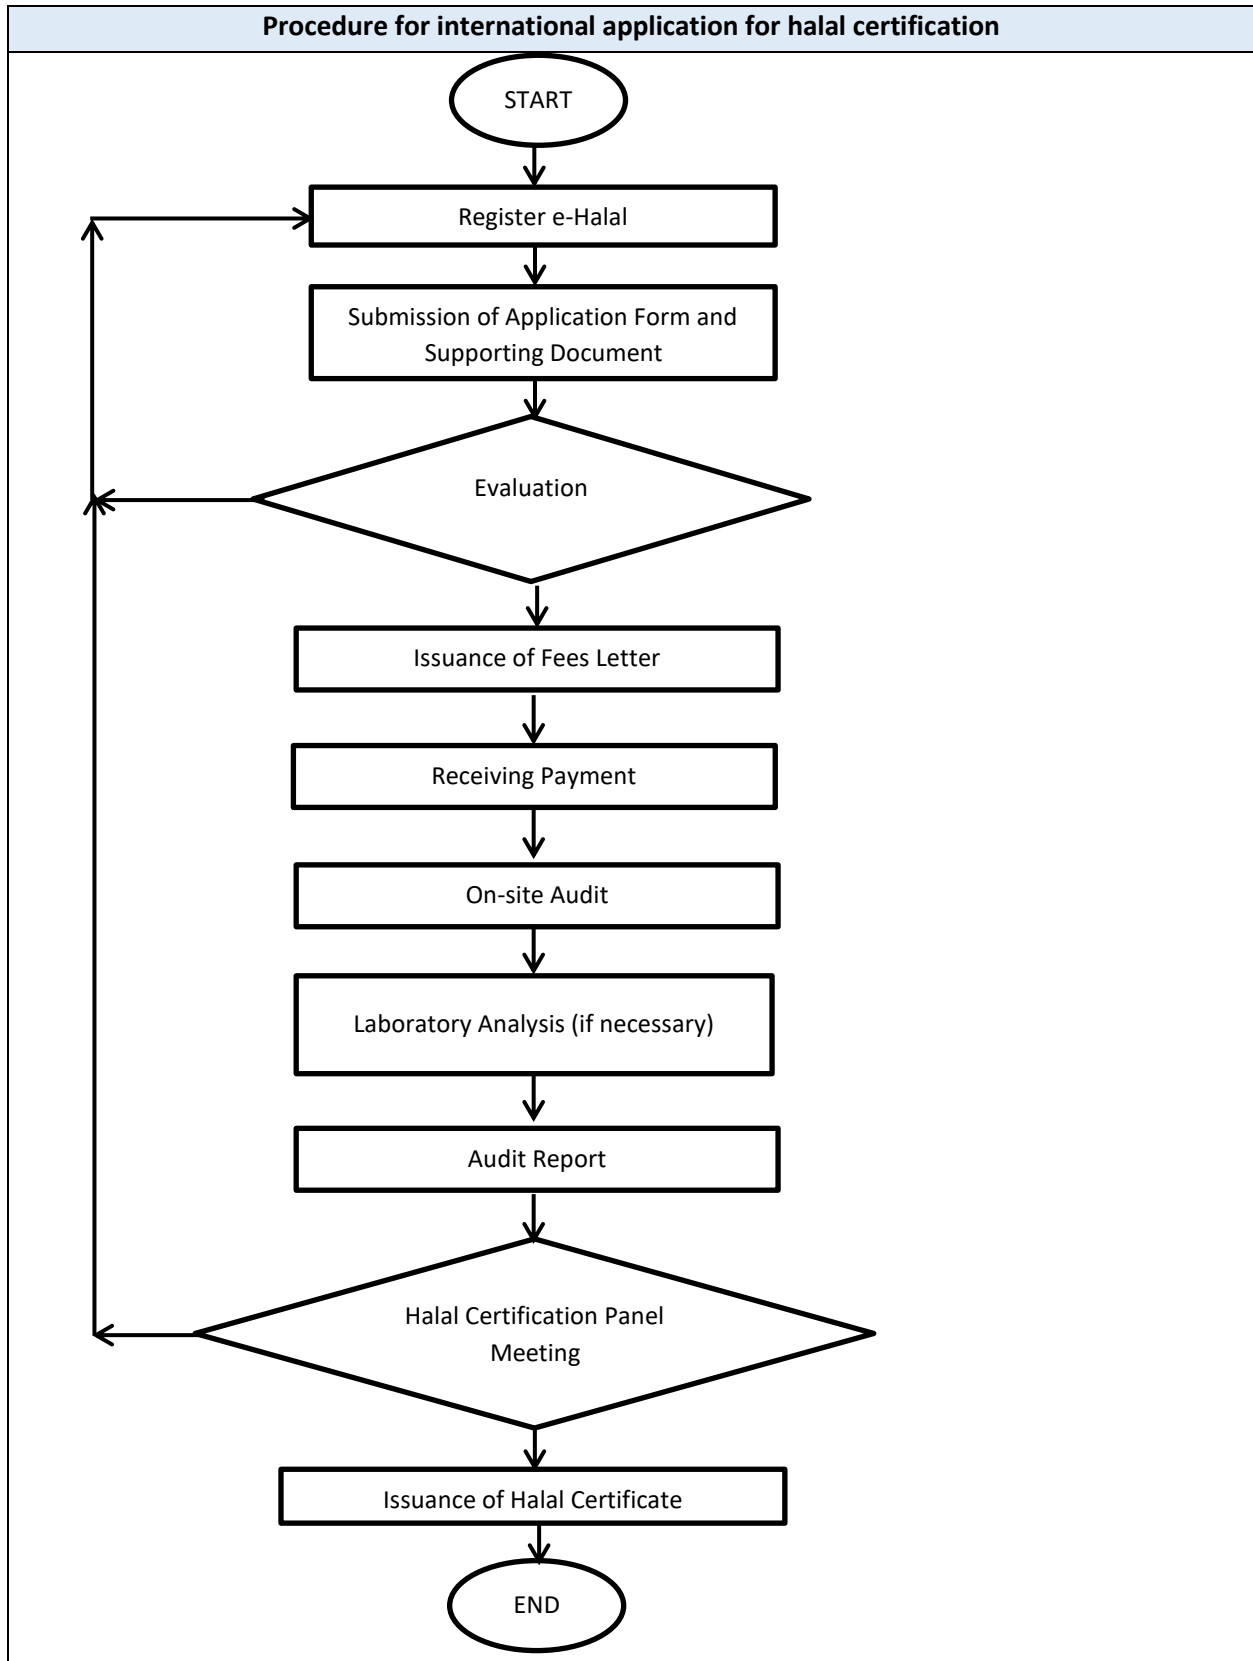 Procedure for international application for halal certification
START
Register e-Halal
Submission of Application Form and
Supporting Document
Evaluation
Issuance of Fees Letter
Receiving Payment
On-site Audit
Laboratory Analysis (if necessary)
Audit Report
Halal Certification Panel
Meeting
Issuance of Halal Certificate
END